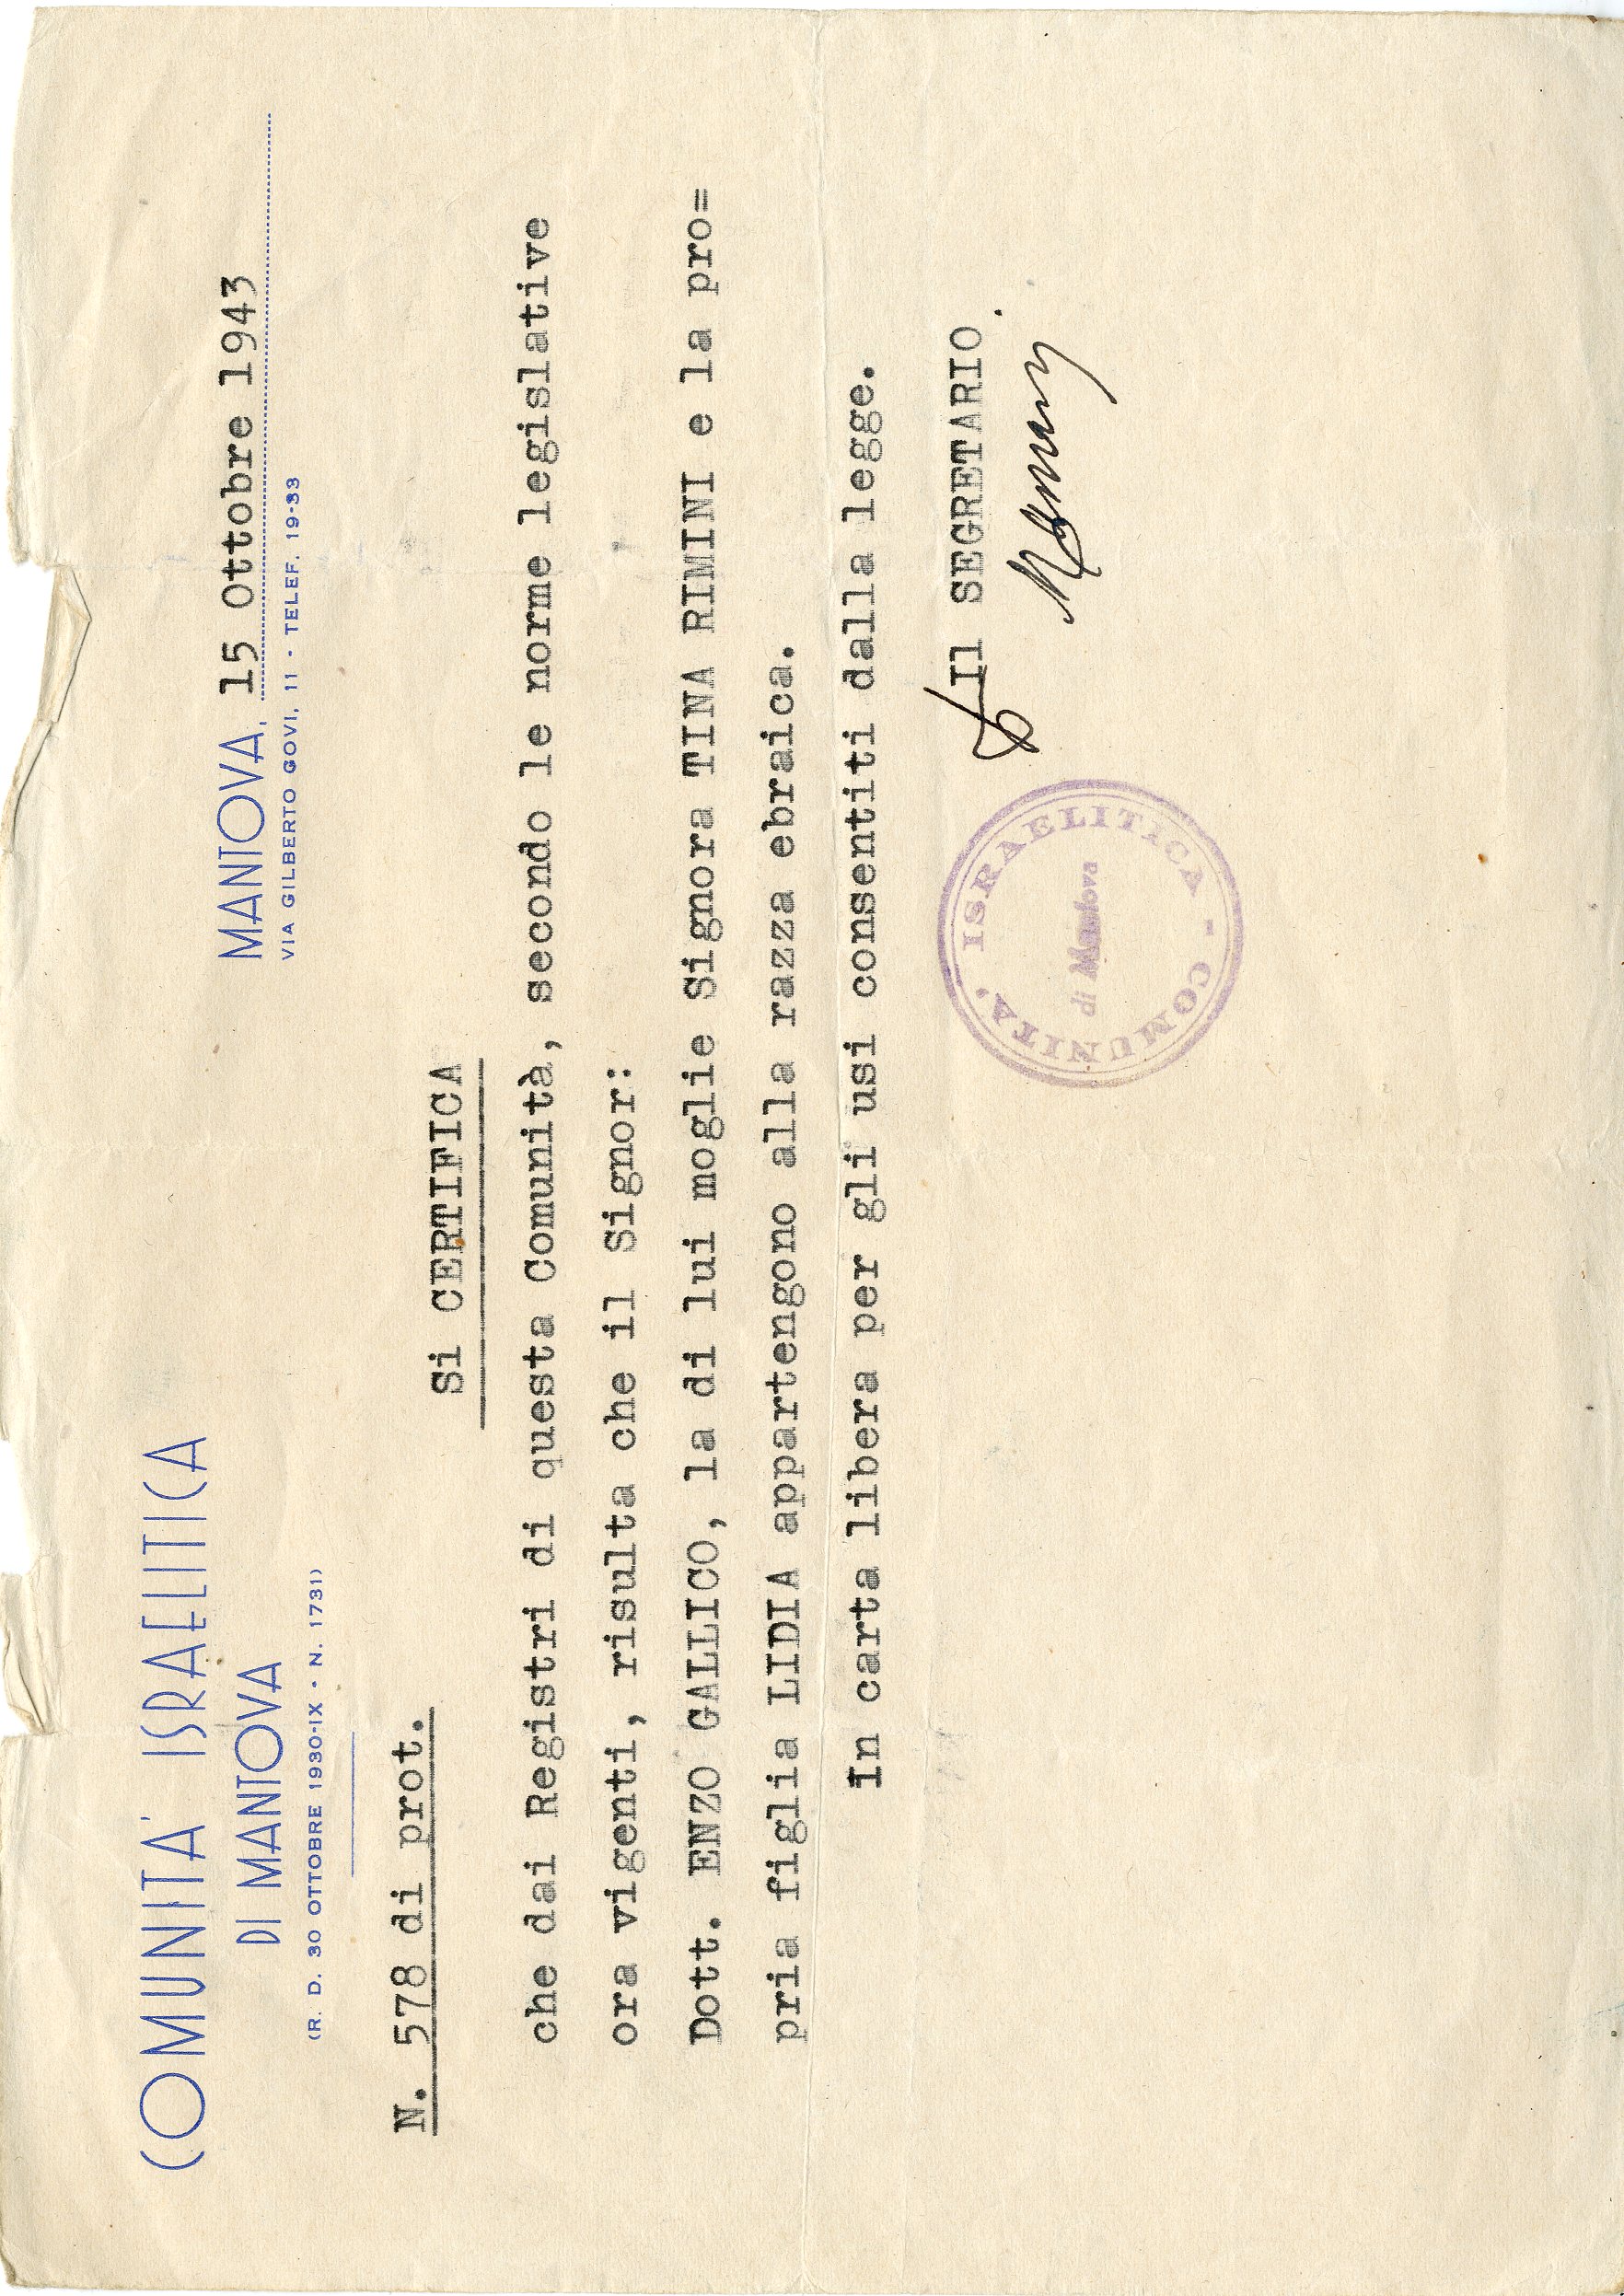 COMUNITA' ISRAELITICA
DI MANTOVA
(R. D. 30 OTTOBRE 1930-IX • N. 1731)
MANTOVA, 15 Ottobre 1943
VIA GILBERTO GOVI, 11 - TELEF. 19-33
N. 578 di prot.
Si CERTIFICA
che dai Registri di questa Comunità, secondo le norme legislative
ora vigenti, risulta che il Signor:
Dott. ENZO GALLICO, la di lui moglie Signora TINA RIMINI e la pro=
pria figlia LIDIA appartengono alla razza ebraica.
In carta libera per gli usi consentiti dalla legge.
Il SEGRETARIO.
COMUNITA' ISRAELITICA -
di Mantova